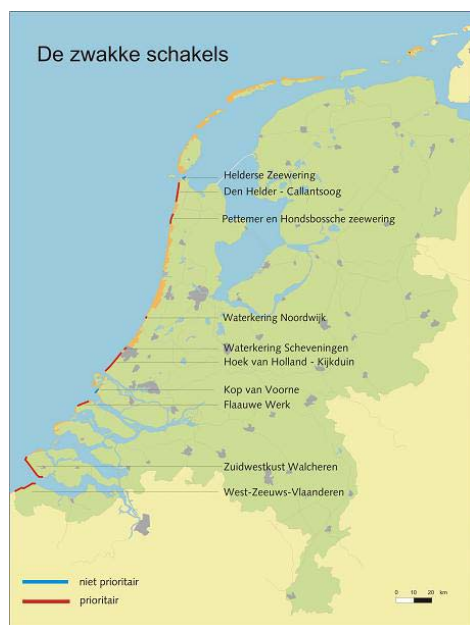 De zwakke schakels
Helderse Zeewering
Den Helder - Callantsoog
Pettemer en Hondsbossche zeewering
Waterkering Noordwijk
Waterkering Scheveningen
Hoek van Holland - Kijkduin
Kop van Voorne
Flaauwe Werk
Zuidwestkust Walcheren
West-Zeeuws-Vlaanderen
niet prioritair
prioritair
0 10 20 km